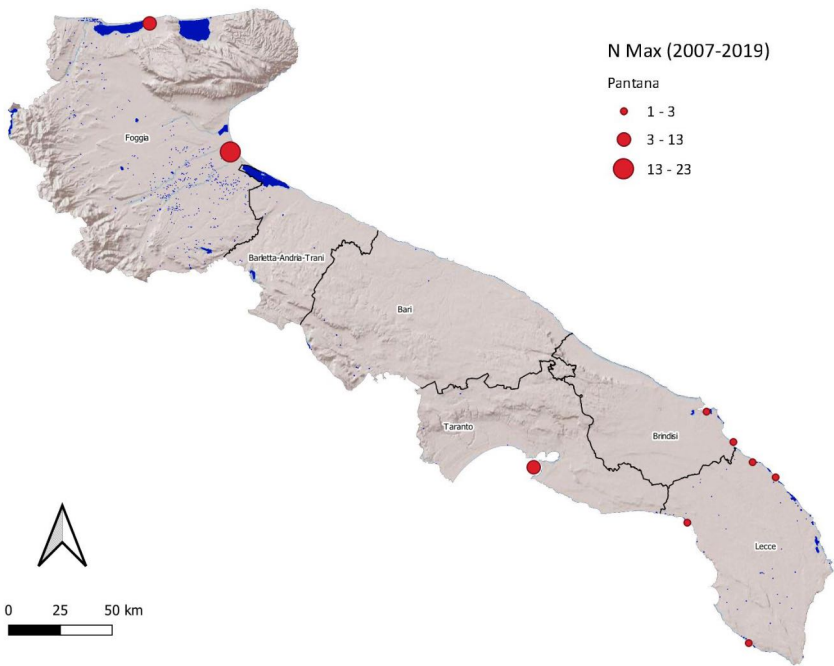 N Max (2007-2019)
Pantana
1 - 3
3 - 13
13 - 23
Foggia
Barletta-Andria-Trani
Bari
Taranto
Brindisi
Lecce
0 25 50 km